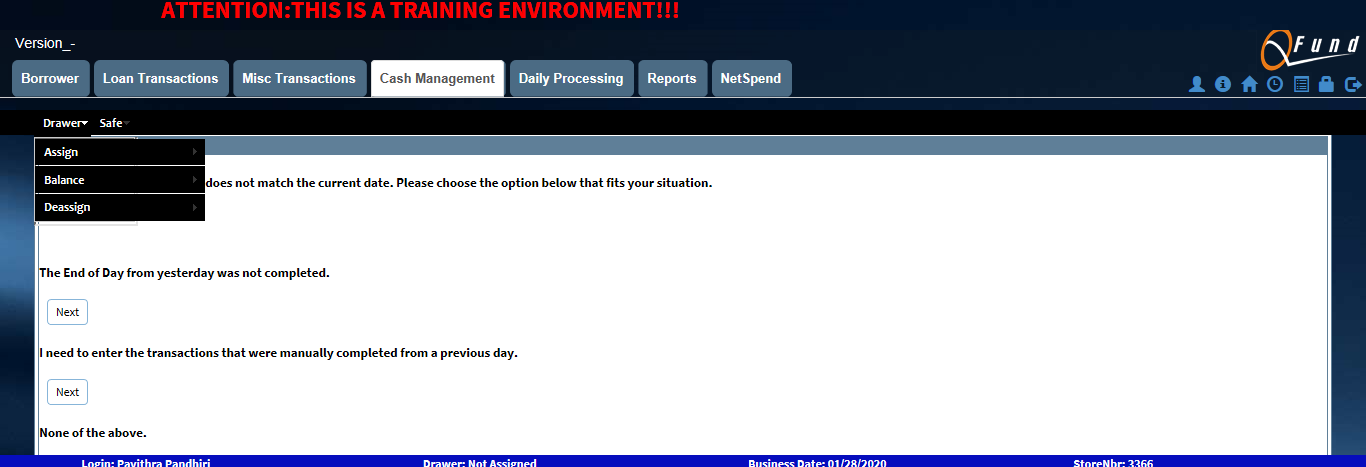 ATTENTION:THIS IS A TRAINING ENVIRONMENT!!!
Version_-
QFund
Borrower Loan Transactions Misc Transactions Cash Management Daily Processing Reports NetSpend
Drawer Safe
Assign
Balance
does not match the current date. Please choose the option below that fits your situation.
Deassign
The End of Day from yesterday was not completed.
Next
I need to enter the transactions that were manually completed from a previous day.
Next
None of the above.
Login: Pavithra Pandhiri Drawer: Not Assigned Business Date: 01/28/2020 StoreNbr: 3366